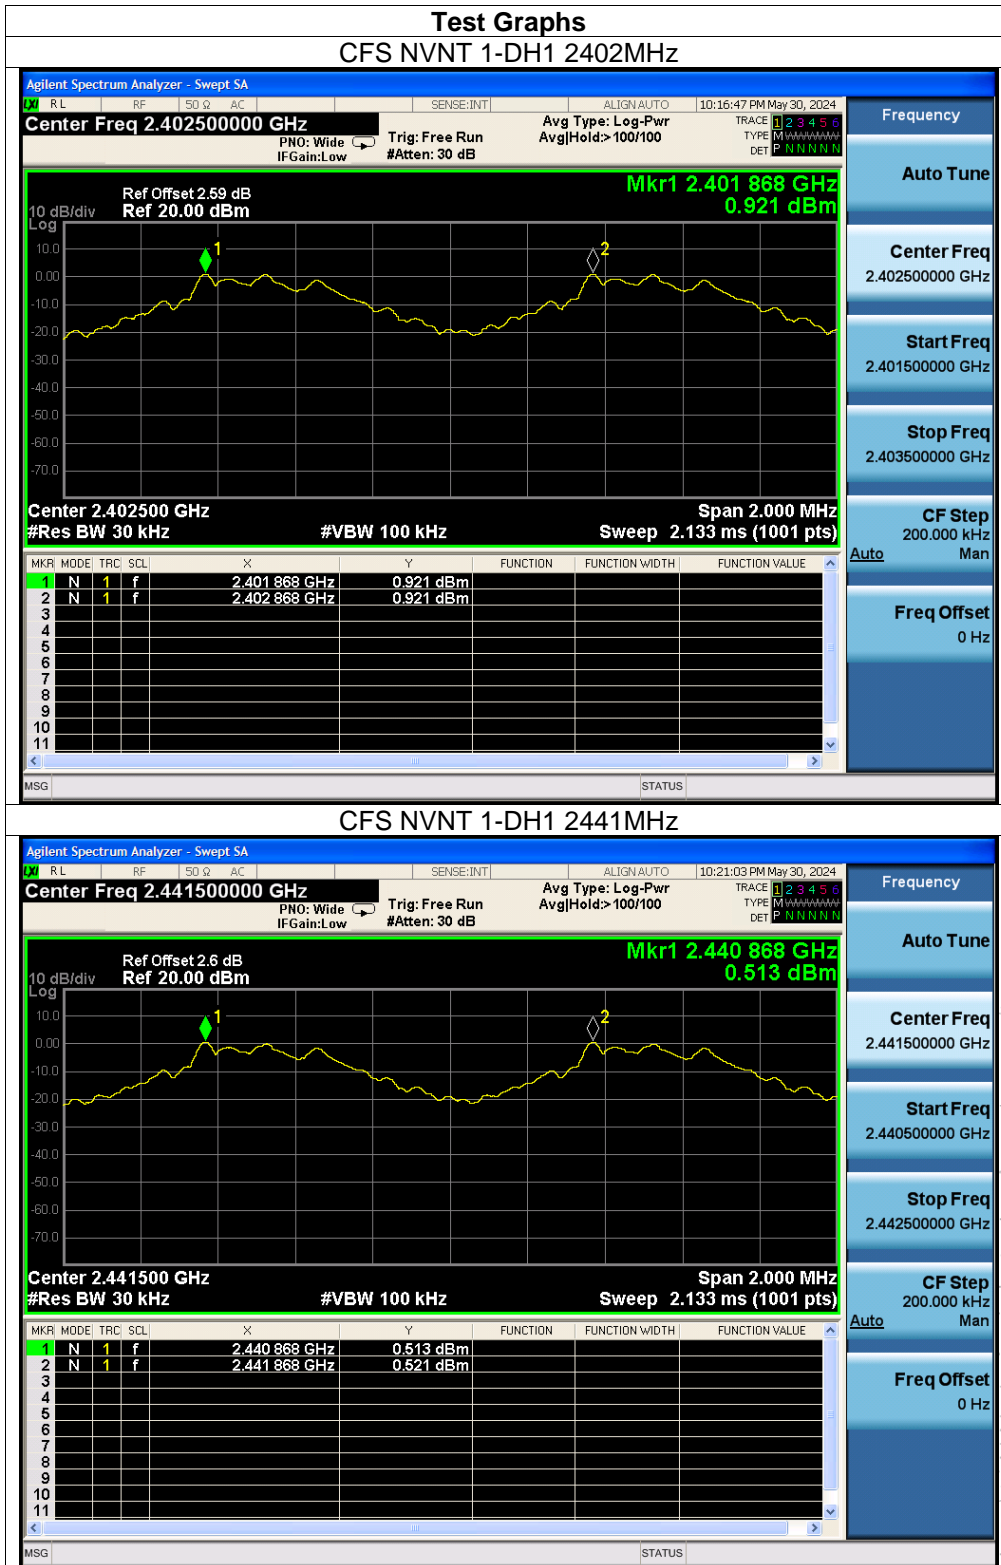 Test Graphs
CFS NVNT 1-DH1 2402MHz
Agilent Spectrum Analyzer - Swept SA
LXI RL RF 50 Ω AC SENSE:INT ALIGN AUTO 10:16:47 PM May 30, 2024
Center Freq 2.402500000 GHz Avg Type: Log-Pwr TRACE 1 2 3 4 5 6
PNO: Wide Trig: Free Run Avg|Hold:>100/100 TYPE M WWWWW
IFGain:Low #Atten: 30 dB DET P N N N N N
Frequency
Auto Tune
Center Freq
2.402500000 GHz
Start Freq
2.401500000 GHz
Stop Freq
2.403500000 GHz
CF Step
200.000 kHz
Auto Man
Freq Offset
0 Hz
Mkr1 2.401 868 GHz
0.921 dBm
Ref Offset 2.59 dB
10 dB/div Ref 20.00 dBm
Log
10.0
0.00
-10.0
-20.0
-30.0
-40.0
-50.0
-60.0
-70.0
1
2
Center 2.402500 GHz Span 2.000 MHz
#Res BW 30 kHz #VBW 100 kHz Sweep 2.133 ms (1001 pts)
MKR MODE TRC SCL X Y FUNCTION FUNCTION WIDTH FUNCTION VALUE
1 N 1 f 2.401 868 GHz 0.921 dBm
2 N 1 f 2.402 868 GHz 0.921 dBm
3
4
5
6
7
8
9
10
11
MSG STATUS
CFS NVNT 1-DH1 2441MHz
Agilent Spectrum Analyzer - Swept SA
LXI RL RF 50 Ω AC SENSE:INT ALIGN AUTO 10:21:03 PM May 30, 2024
Center Freq 2.441500000 GHz Avg Type: Log-Pwr TRACE 1 2 3 4 5 6
PNO: Wide Trig: Free Run Avg|Hold:>100/100 TYPE M WWWWW
IFGain:Low #Atten: 30 dB DET P N N N N N
Frequency
Auto Tune
Center Freq
2.441500000 GHz
Start Freq
2.440500000 GHz
Stop Freq
2.442500000 GHz
CF Step
200.000 kHz
Auto Man
Freq Offset
0 Hz
Mkr1 2.440 868 GHz
0.513 dBm
Ref Offset 2.6 dB
10 dB/div Ref 20.00 dBm
Log
10.0
0.00
-10.0
-20.0
-30.0
-40.0
-50.0
-60.0
-70.0
1
2
Center 2.441500 GHz Span 2.000 MHz
#Res BW 30 kHz #VBW 100 kHz Sweep 2.133 ms (1001 pts)
MKR MODE TRC SCL X Y FUNCTION FUNCTION WIDTH FUNCTION VALUE
1 N 1 f 2.440 868 GHz 0.513 dBm
2 N 1 f 2.441 868 GHz 0.521 dBm
3
4
5
6
7
8
9
10
11
MSG STATUS